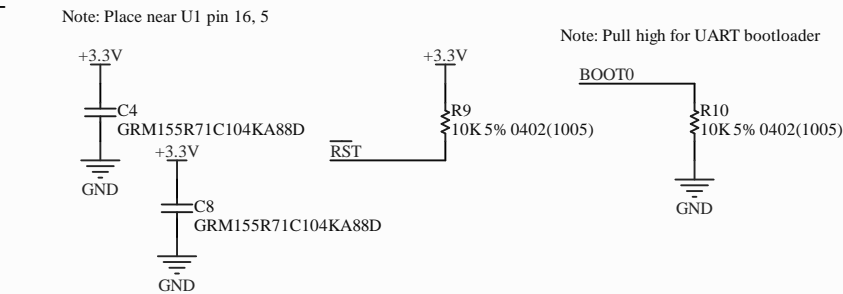 Note: Place near U1 pin 16, 5
Note: Pull high for UART bootloader
+3.3V
C4
GRM155R71C104KA88D
GND
+3.3V
C8
GRM155R71C104KA88D
GND
+3.3V
R9
10K 5% 0402(1005)
RST
BOOT0
R10
10K 5% 0402(1005)
GND